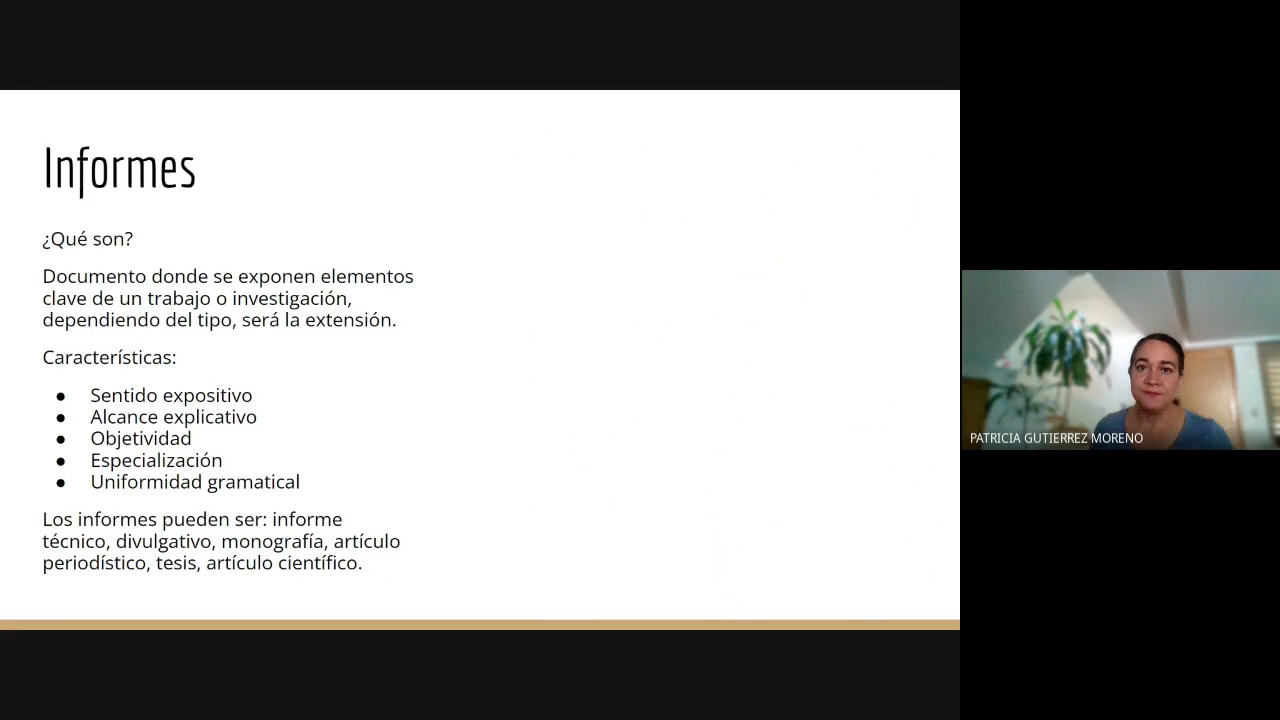 Informes
¿Qué son?
Documento donde se exponen elementos
clave de un trabajo o investigación,
dependiendo del tipo, será la extensión.
Características:
● Sentido expositivo
● Alcance explicativo
● Objetividad
● Especialización
● Uniformidad gramatical
Los informes pueden ser: informe
técnico, divulgativo, monografía, artículo
periodístico, tesis, artículo científico.
PATRICIA GUTIERREZ MORENO